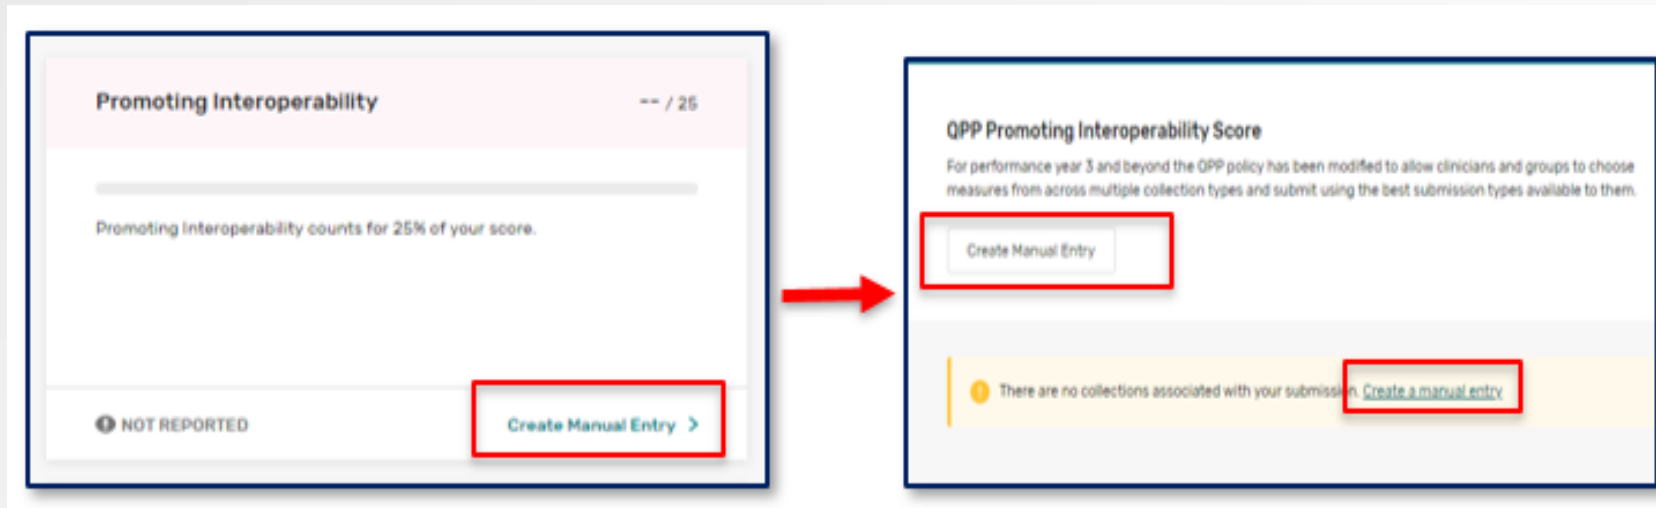 Promoting Interoperability
-- / 25
Promoting Interoperability counts for 25% of your score.
NOT REPORTED
Create Manual Entry >
QPP Promoting Interoperability Score
For performance year 3 and beyond the QPP policy has been modified to allow clinicians and groups to choose
measures from across multiple collection types and submit using the best submission types available to them.
Create Manual Entry
There are no collections associated with your submission. Create a manual entry